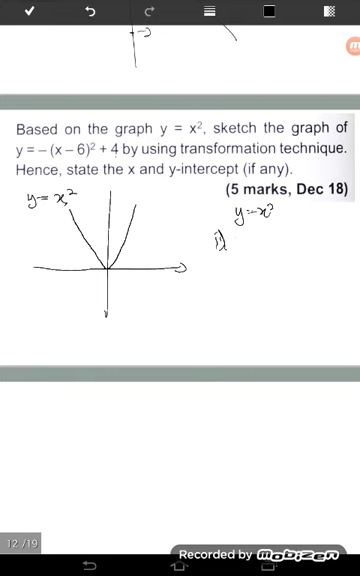 Based on the graph y = x², sketch the graph of
y = – (x – 6)² + 4 by using transformation technique.
Hence, state the x and y-intercept (if any).
(5 marks, Dec 18)
y = x²
y = x²
i)
12 /19
Recorded by Mobizen